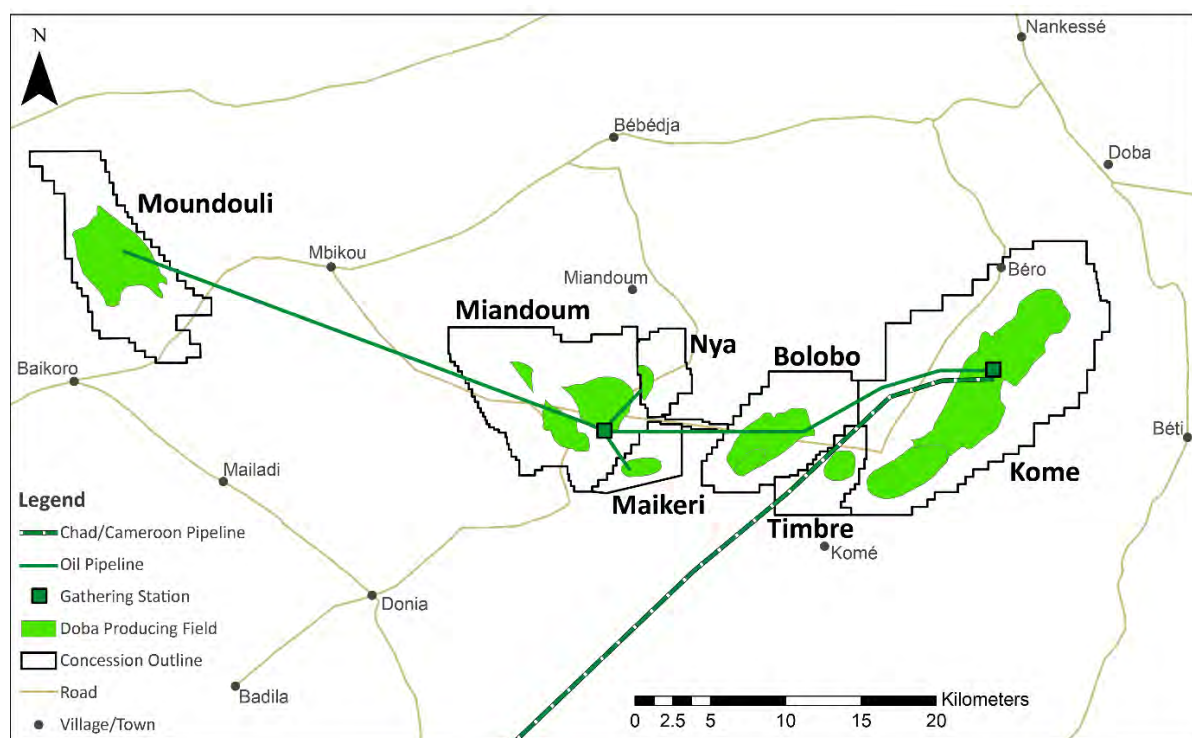 N
Nankessé
Bébédja
Doba
Moundouli
Mbikou
Béro
Miandoum
Miandoum
Nya
Bolobo
Baikoro
Béti
Mailadi
Kome
Maikeri
Timbre
Komé
Donia
Badila
Legend
Chad/Cameroon Pipeline
Oil Pipeline
Gathering Station
Doba Producing Field
Concession Outline
Road
Village/Town
Kilometers
0 2.5 5 10 15 20